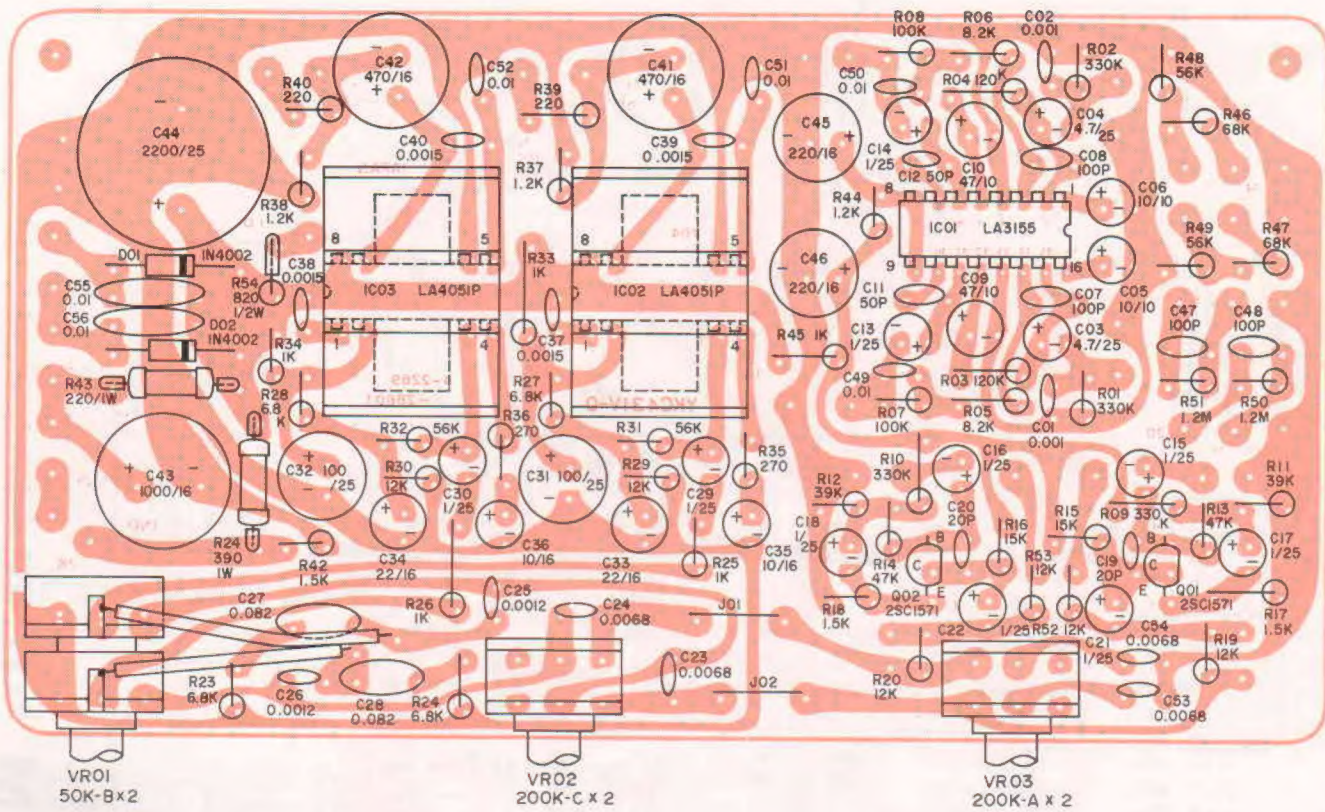 R08
100K
R06
8.2K
C02
0.001
R02
330K
R48
56K
C42
470/16
C52
0.01
C41
470/16
C51
0.01
C50
0.01
R04 120K
R40
220
R39
220
C44
2200/25
C45
220/16
C14
1/25
C10
47/10
C04
4.7/25
R46
68K
C40
0.0015
C39
0.0015
C12 50P
C08
100P
R38
1.2K
R37
1.2K
R44
1.2K
8
1
C06
10/10
IC01 LA3155
R49
56K
R47
68K
8
5
8
5
9
16
D01
1N4002
C38
0.0015
R33
1K
C46
220/16
C11
50P
C09
47/10
C07
100P
C05
10/10
C55
0.01
R54
820
1/2W
IC03 LA4051P
IC02 LA4051P
C56
0.01
D02
1N4002
C13
1/25
C03
4.7/25
C47
100P
C48
100P
R34
1K
1
4
C37
0.0015
1
4
R45 1K
R43
220/1W
R28
6.8K
R27
6.8K
YKC431V-0
C49
0.01
R03 120K
R07
100K
R05
8.2K
C01
0.001
R01
330K
R51
1.2M
R50
1.2M
R32
56K
R36
270
R31
56K
R35
270
C43
1000/16
C32 100
/25
R30
12K
C30
1/25
C31 100/25
R29
12K
C29
1/25
R10
330K
C16
1/25
C15
1/25
R12
39K
R11
39K
C18
1/25
C20
20P
R16
15K
R15
15K
R09 330K
R13
47K
C17
1/25
R24
390
1W
R42
1.5K
C34
22/16
C36
10/16
C33
22/16
R25
1K
C35
10/16
R14
47K
B
C
E
R53
12K
C19
20P
B
C
E
Q02
2SC1571
Q01
2SC1571
C27
0.082
R26
1K
C25
0.0012
C24
0.0068
J01
R18
1.5K
C22
1/25
R52 12K
C21
1/25
C54
0.0068
R17
1.5K
R19
12K
R23
6.8K
C26
0.0012
C28
0.082
R24
6.8K
C23
0.0068
J02
R20
12K
C53
0.0068
VR01
50K-B×2
VR02
200K-C × 2
VR03
200K-A × 2